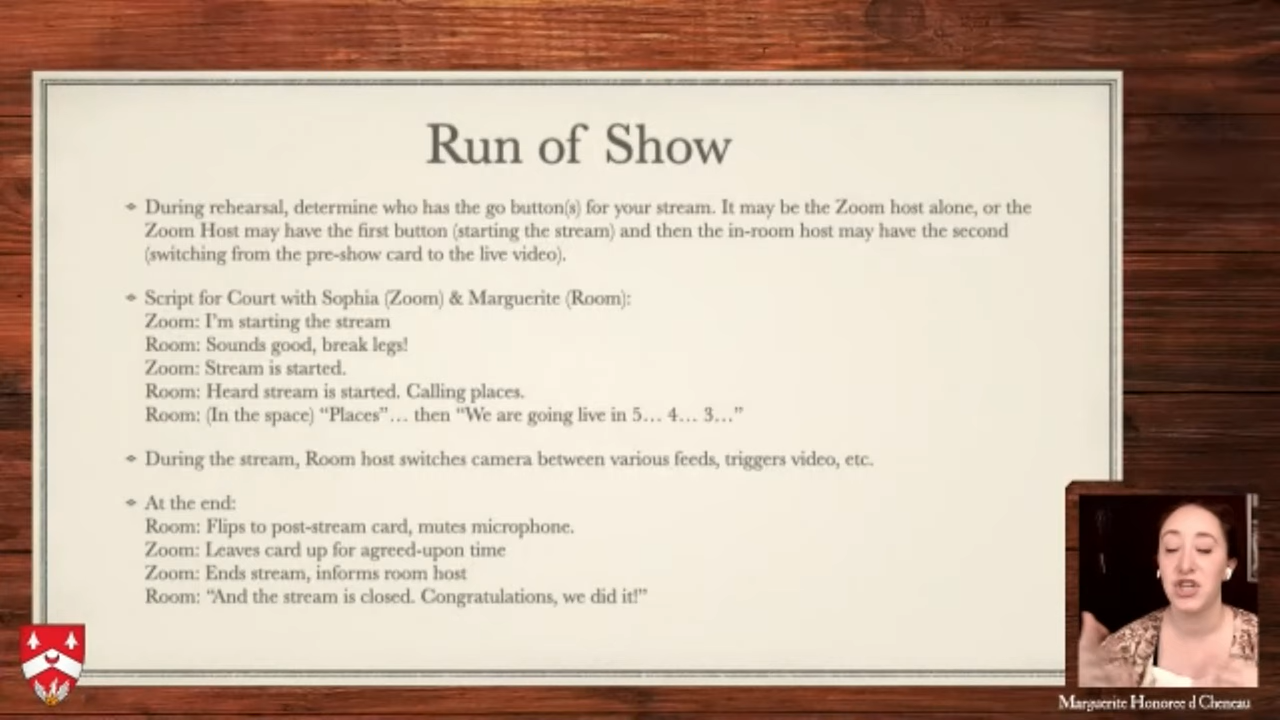 Run of Show
During rehearsal, determine who has the go button(s) for your stream. It may be the Zoom host alone, or the
Zoom Host may have the first button (starting the stream) and then the in-room host may have the second
(switching from the pre-show card to the live video).
Script for Court with Sophia (Zoom) & Marguerite (Room):
Zoom: I'm starting the stream
Room: Sounds good, break legs!
Zoom: Stream is started.
Room: Heard stream is started. Calling places.
Room: (In the space) “Places”… then “We are going live in 5… 4… 3…”
During the stream, Room host switches camera between various feeds, triggers video, etc.
At the end:
Room: Flips to post-stream card, mutes microphone.
Zoom: Leaves card up for agreed-upon time
Zoom: Ends stream, informs room host
Room: “And the stream is closed. Congratulations, we did it!”
Marguerite Honoree d Cheneau